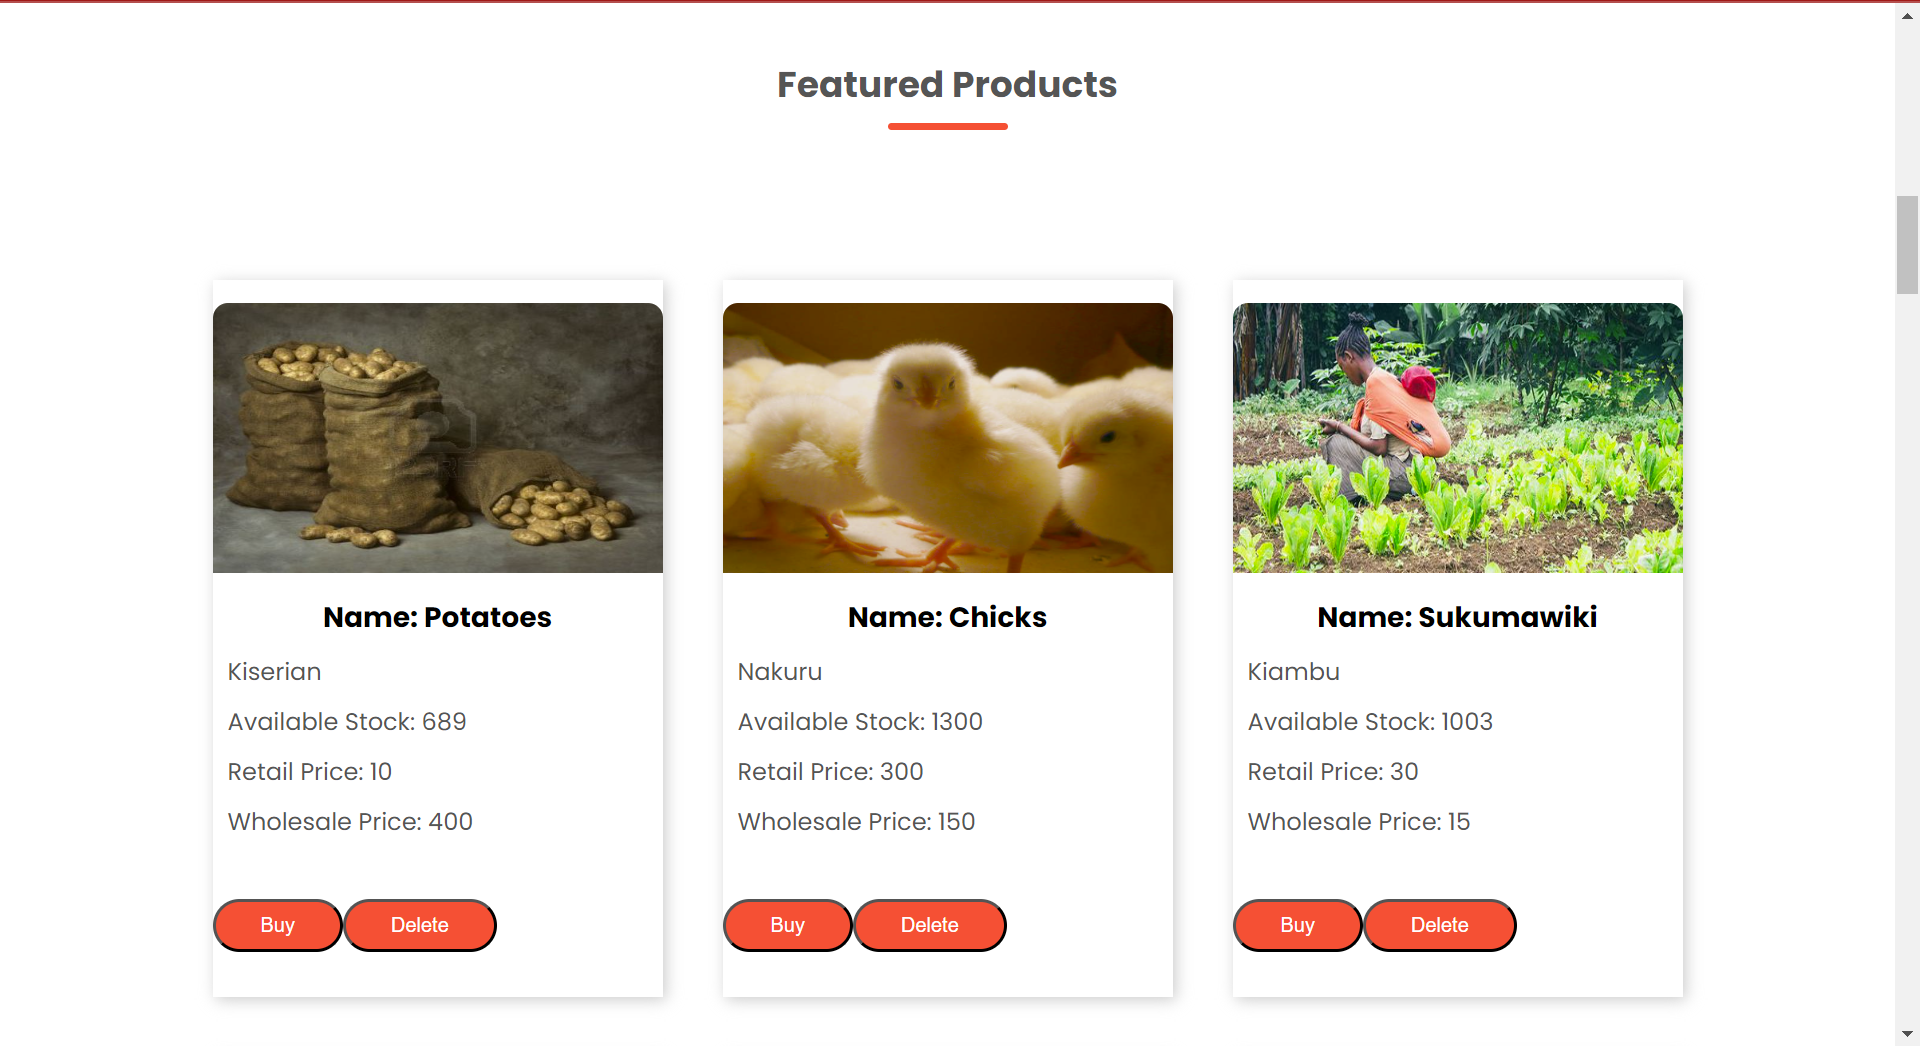 Featured Products
Name: Potatoes
Kiserian
Available Stock: 689
Retail Price: 10
Wholesale Price: 400
Buy
Delete
Name: Chicks
Nakuru
Available Stock: 1300
Retail Price: 300
Wholesale Price: 150
Buy
Delete
Name: Sukumawiki
Kiambu
Available Stock: 1003
Retail Price: 30
Wholesale Price: 15
Buy
Delete